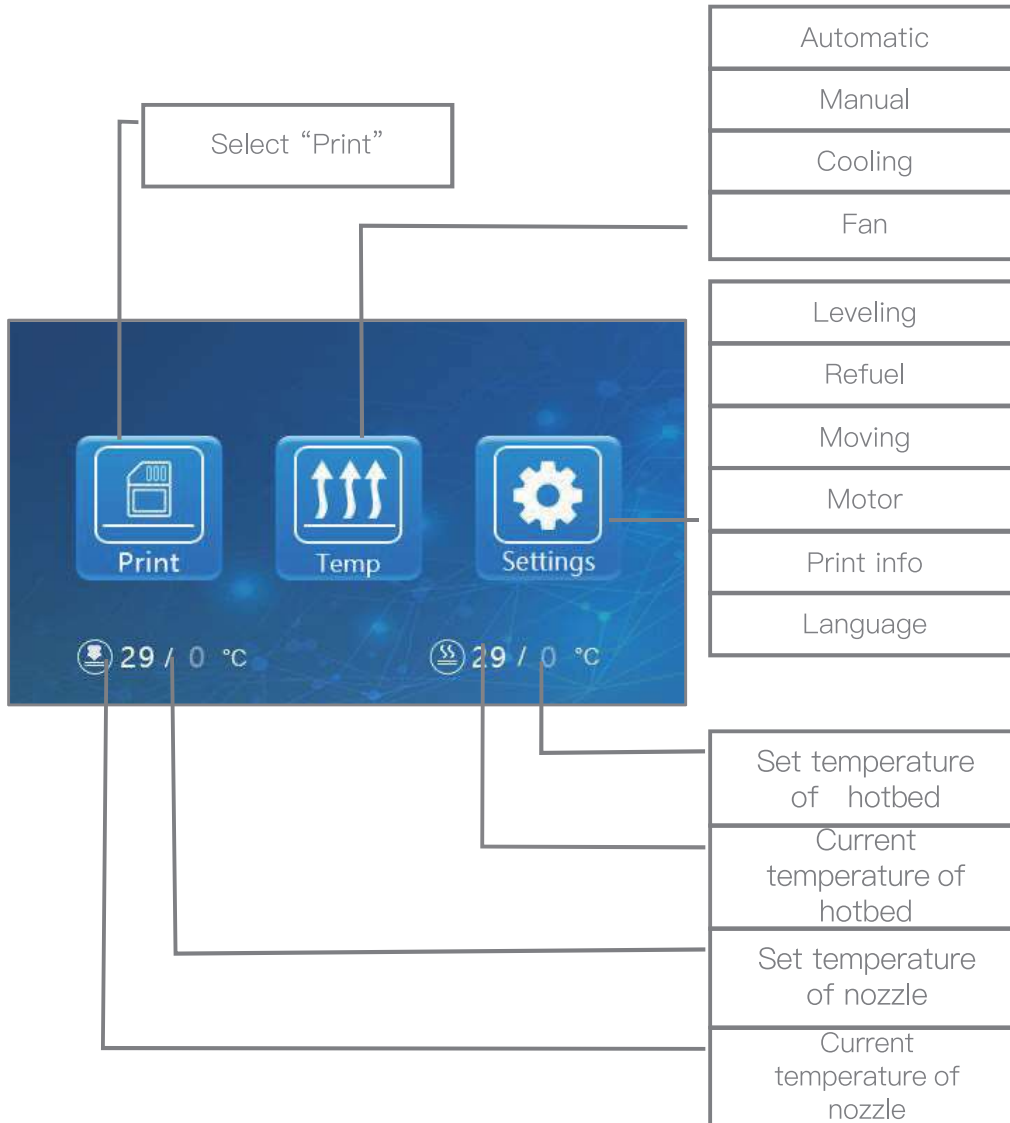 Automatic
Manual
Select “Print”
Cooling
Fan
Leveling
Refuel
Moving
Motor
Print Temp Settings
Print info
Language
29 / 0 °C 29 / 0 °C
Set temperature
of hotbed
Current
temperature of
hotbed
Set temperature
of nozzle
Current
temperature of
nozzle